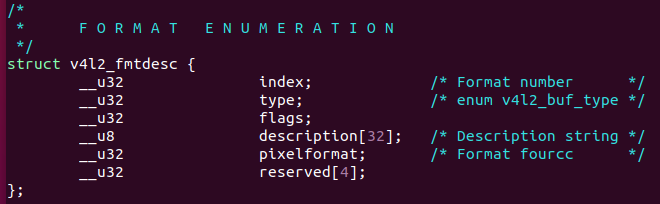 /*
 *      F O R M A T   E N U M E R A T I O N
 */
struct v4l2_fmtdesc {
        __u32               index;             /* Format number      */
        __u32               type;              /* enum v4l2_buf_type */
        __u32               flags;
        __u8                description[32];   /* Description string */
        __u32               pixelformat;       /* Format fourcc      */
        __u32               reserved[4];
};